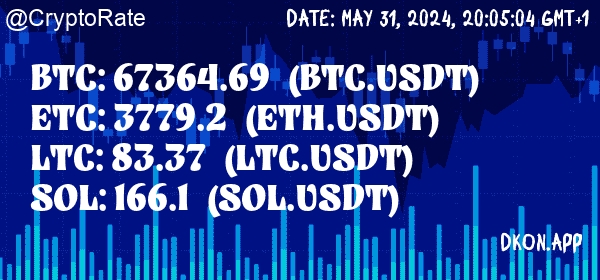 @CryptoRate
DATE: MAY 31, 2024, 20:05:04 GMT+1
BTC: 67364.69 (BTC.USDT)
ETC: 3779.2 (ETH.USDT)
LTC: 83.37 (LTC.USDT)
SOL: 166.1 (SOL.USDT)
DKON.APP